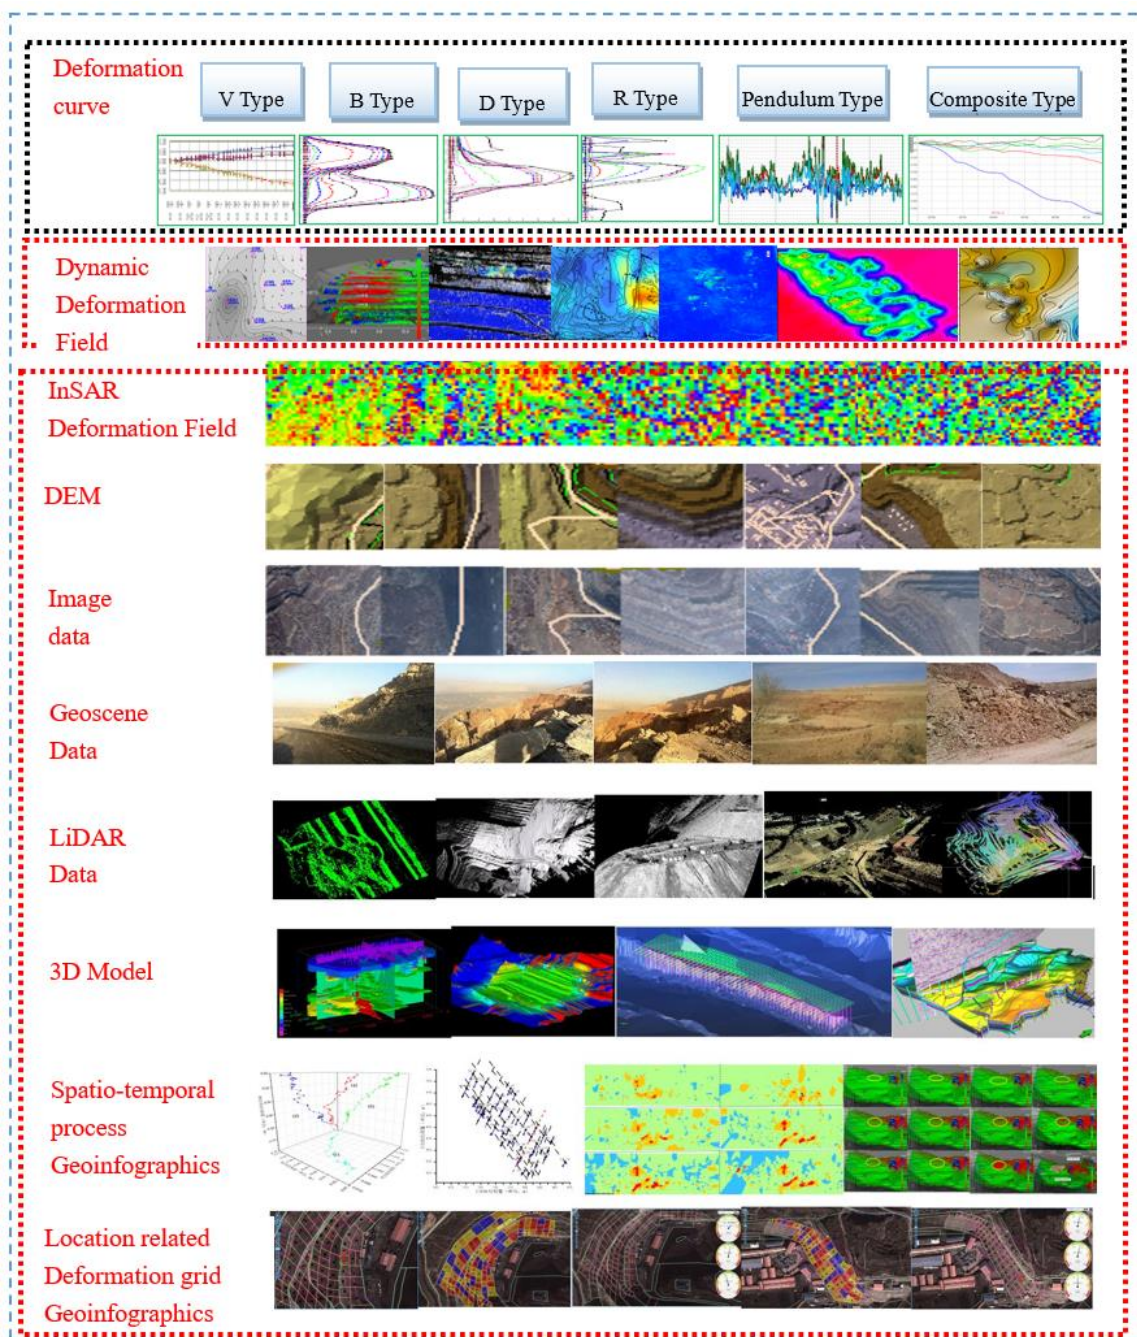 Deformation
curve
V Type
B Type
D Type
R Type
Pendulum Type
Composite Type
Dynamic
Deformation
Field
InSAR
Deformation Field
DEM
Image
data
Geoscene
Data
LiDAR
Data
3D Model
Spatio-temporal
process
Geoinfographics
Location related
Deformation grid
Geoinfographics